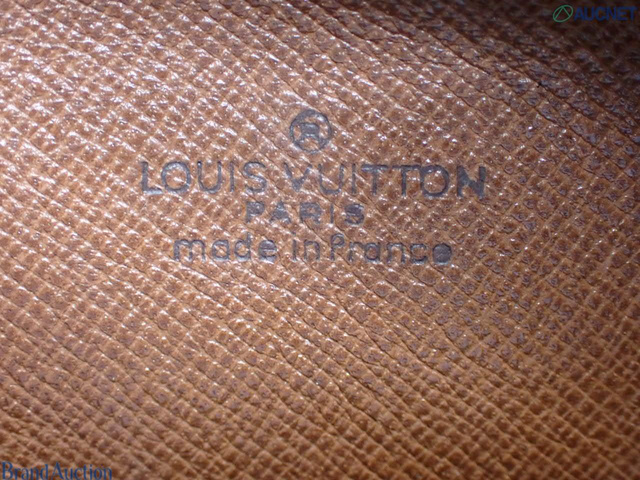 AUCNET
®
LOUIS VUITTON
PARIS
made in France
Brand Auction